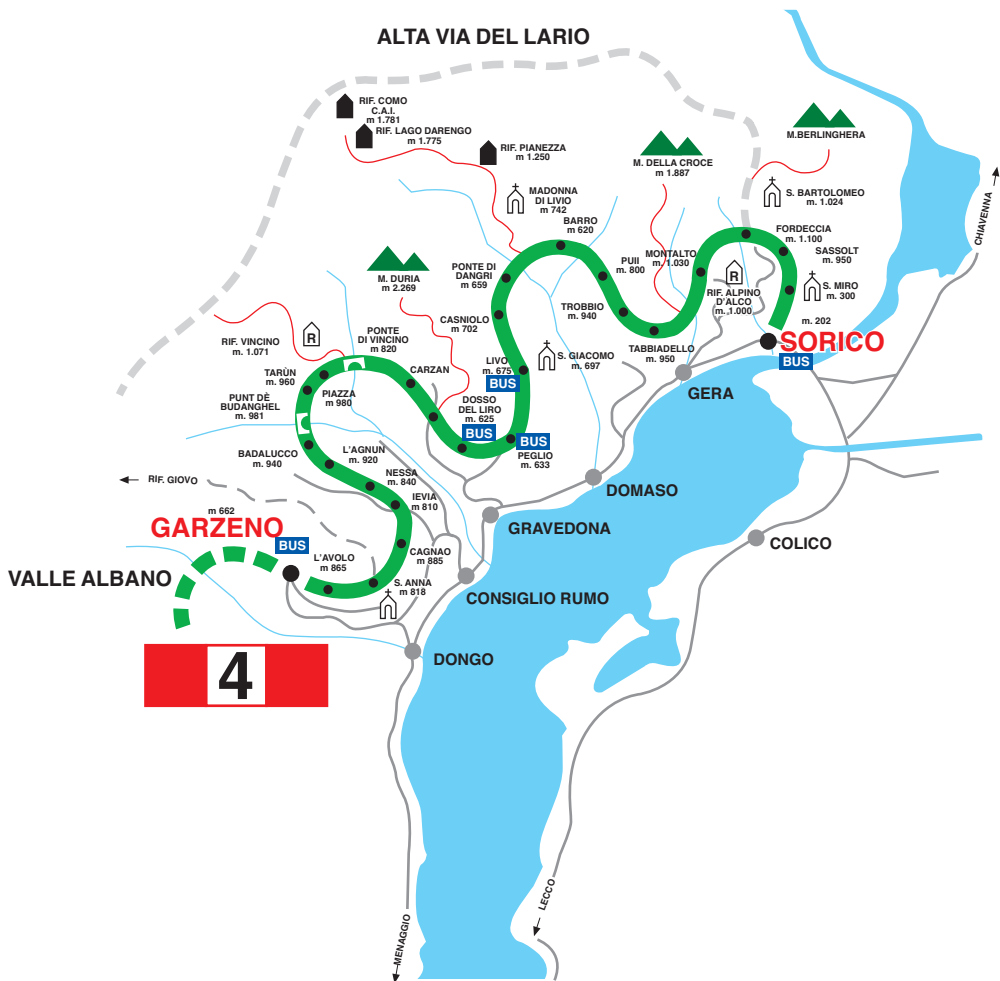 ALTA VIA DEL LARIO
RIF. COMO
C.A.I.
m 1.781
RIF. LAGO DARENGO
m 1.775
RIF. PIANEZZA
m 1.250
M. DELLA CROCE
m 1.887
M.BERLINGHERA
MADONNA
DI LIVIO
m 742
S. BARTOLOMEO
m. 1.024
CHIAVENNA
BARRO
m 620
FORDECCIA
m. 1.100
SASSOLT
m. 950
PUII
m. 800
MONTALTO
m. 1.030
PONTE DI
DANGRI
m 659
M. DURIA
m 2.269
R
RIF. ALPINO
D'ALCO
m. 1.000
S. MIRO
m. 300
TROBBIO
m. 940
CASNIOLO
m 702
m. 202
SORICO
BUS
TABBIADELLO
m. 950
R
RIF. VINCINO
m. 1.071
PONTE
DI VINCINO
m 620
CARZAN
LIVO
m. 675
BUS
S. GIACOMO
m. 697
GERA
TARÙN
m. 960
PIAZZA
m 980
PUNT DÈ
BUDANGHEL
m. 981
DOSSO
DEL LIRO
m. 625
BUS
BUS
PEGLIO
m. 633
BADALUCCO
m. 940
L'AGNUN
m. 920
NESSA
m. 840
IEVIA
m 810
RIF. GIOVO
DOMASO
GRAVEDONA
COLICO
m 662
GARZENO
BUS
L'AVOLO
m 865
CAGNAO
m 885
S. ANNA
m 818
VALLE ALBANO
CONSIGLIO RUMO
4
DONGO
LECCO
MENAGGIO